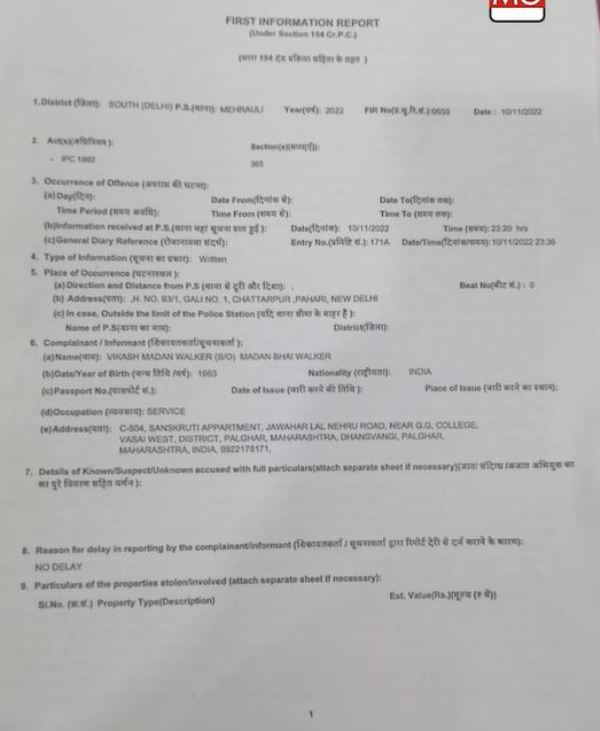 FIRST INFORMATION REPORT
(Under Section 154 Cr.P.C.)
(धारा 154 दंड प्रक्रिया संहिता के तहत )
1.District (जिला): SOUTH (DELHI) P.S.(थाना): MEHRAULI Year(वर्ष): 2022 FIR No(प्र.सू.रि.सं.):0659 Date : 10/11/2022
2. Act(s)(अधिनियम): Section(s)(धारा(एँ)):
- IPC 1860 365
3. Occurrence of Offence (अपराध की घटना):
(a)Day(दिन): Date From(दिनांक से): Date To(दिनांक तक):
Time Period (समय अवधि): Time From (समय से): Time To (समय तक):
(b)Information received at P.S.(थाना जहां सूचना प्राप्त हुई ): Date(दिनांक): 10/11/2022 Time (समय):23:20 hrs
(c)General Diary Reference (रोजनामचा संदर्भ): Entry No.(प्रविष्टि सं.): 171A Date/Time(दिनांक/समय):10/11/2022 23:36
4. Type of Information (सूचना का प्रकार): Written
5. Place of Occurrence (घटनास्थल ):
(a) Direction and Distance from P.S (थाना से दूरी और दिशा): . Beat No(बीट सं.) : 0
(b) Address(पता): ,H. NO. 93/1, GALI NO. 1, CHATTARPUR ,PAHARI, NEW DELHI
(c) In case, Outside the limit of the Police Station (यदि थाना सीमा के बाहर है ):
Name of P.S(थाना का नाम): District(जिला):
6. Complainant / Informant (शिकायतकर्ता/सूचनाकर्ता ):
(a)Name(नाम): VIKASH MADAN WALKER (S/O) MADAN BHAI WALKER
(b)Date/Year of Birth (जन्म तिथि /वर्ष): 1963 Nationality (राष्ट्रीयता): INDIA
(c)Passport No.(पासपोर्ट सं.): Date of Issue (जारी करने की तिथि ): Place of Issue (जारी करने का स्थान):
(d)Occupation (व्यवसाय): SERVICE
(e)Address(पता): C-504, SANSKRUTI APPARTMENT, JAWAHAR LAL NEHRU ROAD, NEAR G.G. COLLEGE,
VASAI WEST, DISTRICT, PALGHAR, MAHARASHTRA, DHANSVANGI, PALGHAR,
MAHARASHTRA, INDIA, 9922178171,
7. Details of Known/Suspect/Unknown accused with full particulars(attach separate sheet if necessary)(ज्ञात/ संदिग्ध /अज्ञात अभियुक्त का
का पुरे विवरण सहित वर्णन ):
8. Reason for delay in reporting by the complainant/informant (शिकायतकर्ता / सूचनाकर्ता द्वारा रिपोर्ट देरी से दर्ज कराने के कारण):
NO DELAY
9. Particulars of the properties stolen/involved (attach separate sheet if necessary):
Sl.No. (क्र.सं.) Property Type(Description) Est. Value(Rs.)(मूल्य (रु में))
1